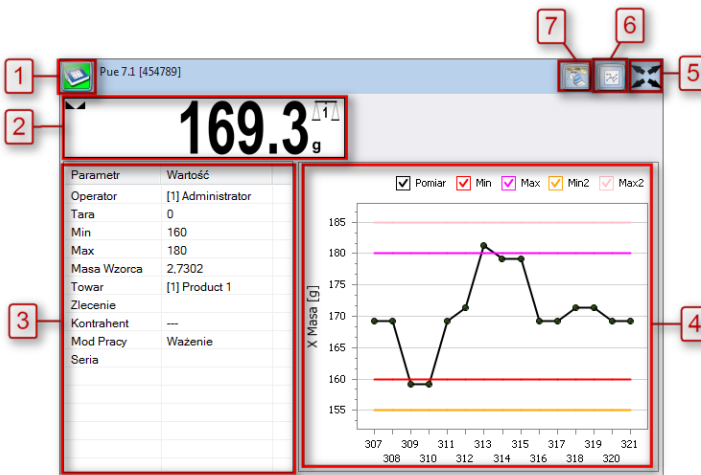 7
6
1
Pue 7.1 [454789]
5
2
169.3 g
1
Parametr Wartość
Operator [1] Administrator
Tara 0
Min 160
Max 180
Masa Wzorca 2,7302
Towar [1] Product 1
Zlecenie
Kontrahent ---
Mod Pracy Ważenie
Seria
3
Pomiar Min Max Min2 Max2
185
180
175
170
165
160
155
X Masa [g]
307 309 311 313 315 317 319 321
308 310 312 314 316 318 320
4